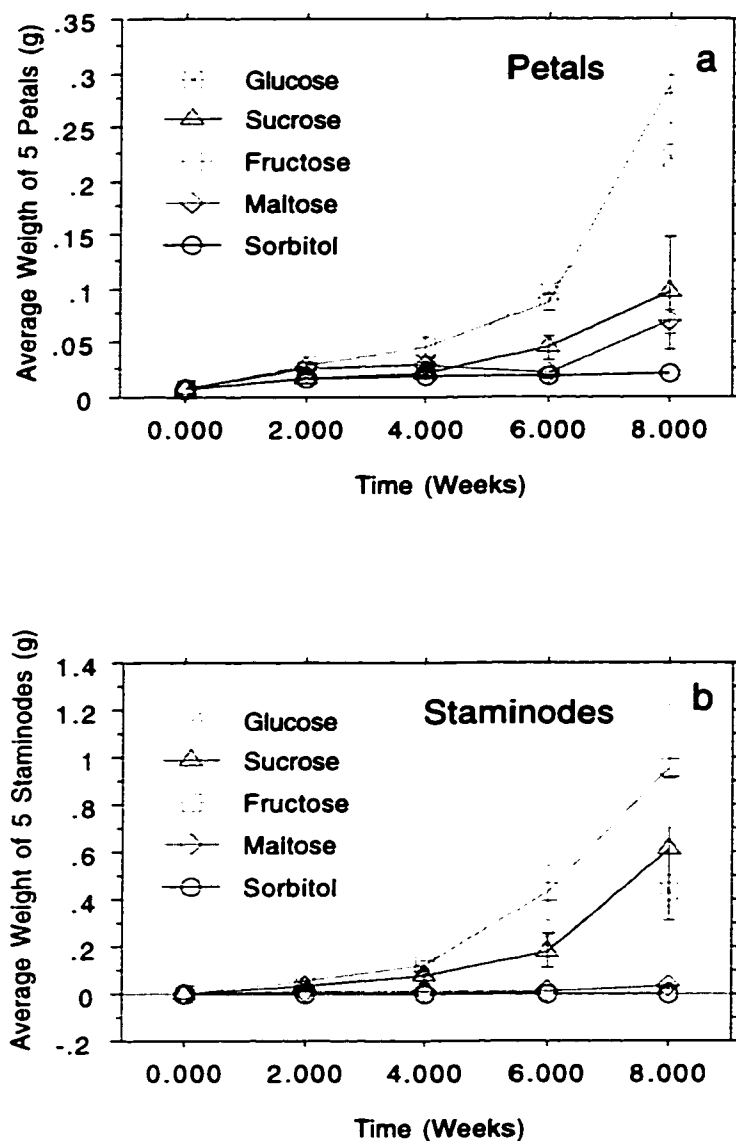 Petals
a
Average Weigth of 5 Petals (g)
.35
.3
.25
.2
.15
.1
.05
0
Glucose
Sucrose
Fructose
Maltose
Sorbitol
0.000 2.000 4.000 6.000 8.000
Time (Weeks)
Staminodes
b
Average Weight of 5 Staminodes (g)
1.4
1.2
1
.8
.6
.4
.2
0
-.2
Glucose
Sucrose
Fructose
Maltose
Sorbitol
0.000 2.000 4.000 6.000 8.000
Time (Weeks)